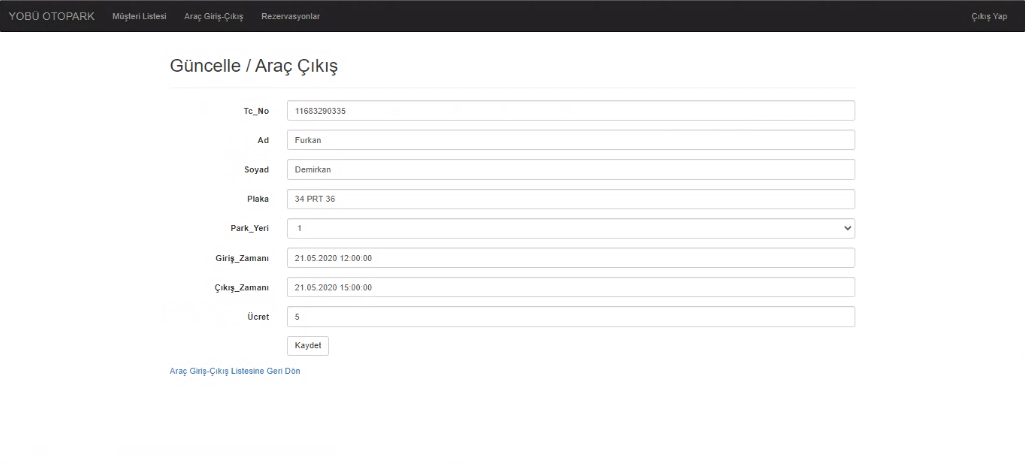 YOBÜ OTOPARK Müşteri Listesi Araç Giriş-Çıkış Rezervasyonlar Çıkış Yap
Güncelle / Araç Çıkış
Tc_No 11683290335
Ad Furkan
Soyad Demirkan
Plaka 34 PRT 36
Park_Yeri 1
Giriş_Zamanı 21.05.2020 12:00:00
Çıkış_Zamanı 21.05.2020 15:00:00
Ücret 5
Kaydet
Araç Giriş-Çıkış Listesine Geri Dön